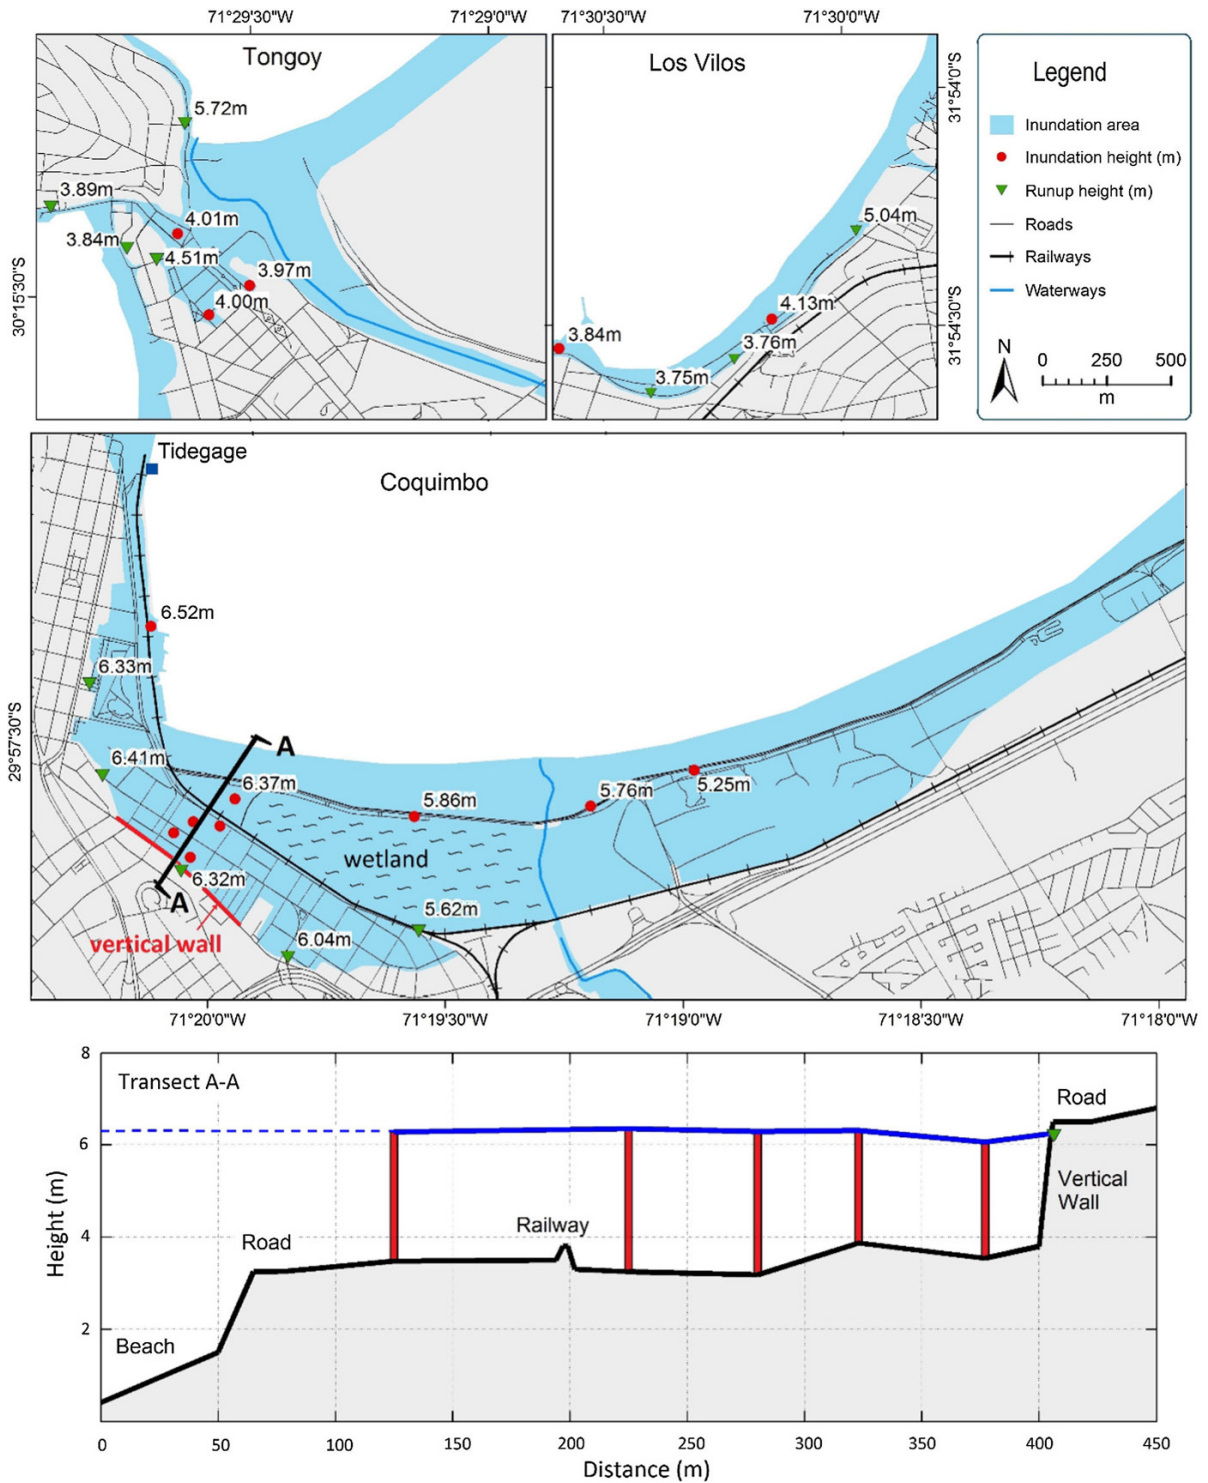 71°29'30"W
71°29'0"W
71°30'30"W
71°30'0"W
Tongoy
5.72m
3.89m
4.01m
3.84m
4.51m
3.97m
4.00m
30°15'30"S
Los Vilos
5.04m
4.13m
3.84m
3.76m
3.75m
31°54'0"S
31°54'30"S
Legend
Inundation area
Inundation height (m)
Runup height (m)
Roads
Railways
Waterways
N
0 250 500
m
Tidegage
Coquimbo
6.52m
6.33m
A
6.41m
6.37m
5.86m
5.76m
5.25m
wetland
6.32m
A
5.62m
vertical wall
6.04m
29°57'30"S
71°20'0"W
71°19'30"W
71°19'0"W
71°18'30"W
71°18'0"W
8
6
4
2
Height (m)
Transect A-A
Road
Vertical
Wall
Railway
Road
Beach
0 50 100 150 200 250 300 350 400 450
Distance (m)